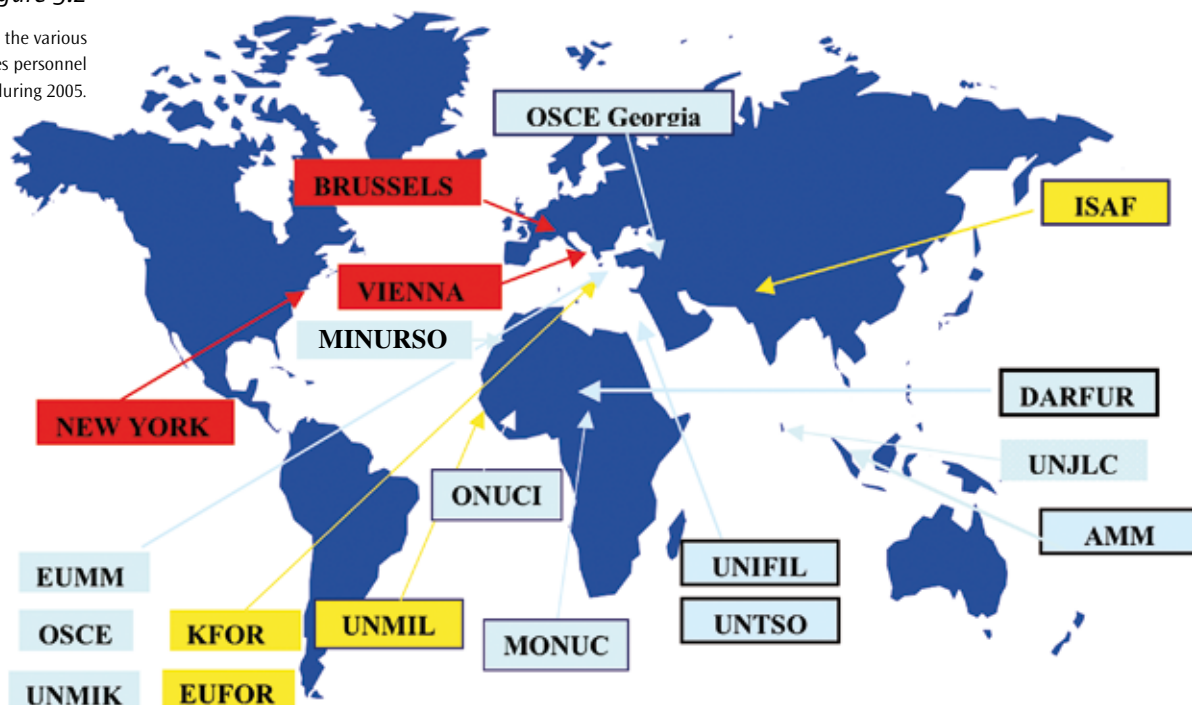 the various
es personnel
during 2005.
OSCE Georgia
BRUSSELS
ISAF
VIENNA
MINURSO
NEW YORK
DARFUR
UNJLC
ONUCI
AMM
EUMM
UNIFIL
OSCE
KFOR
UNMIL
UNTSO
MONUC
UNMIK
EUFOR